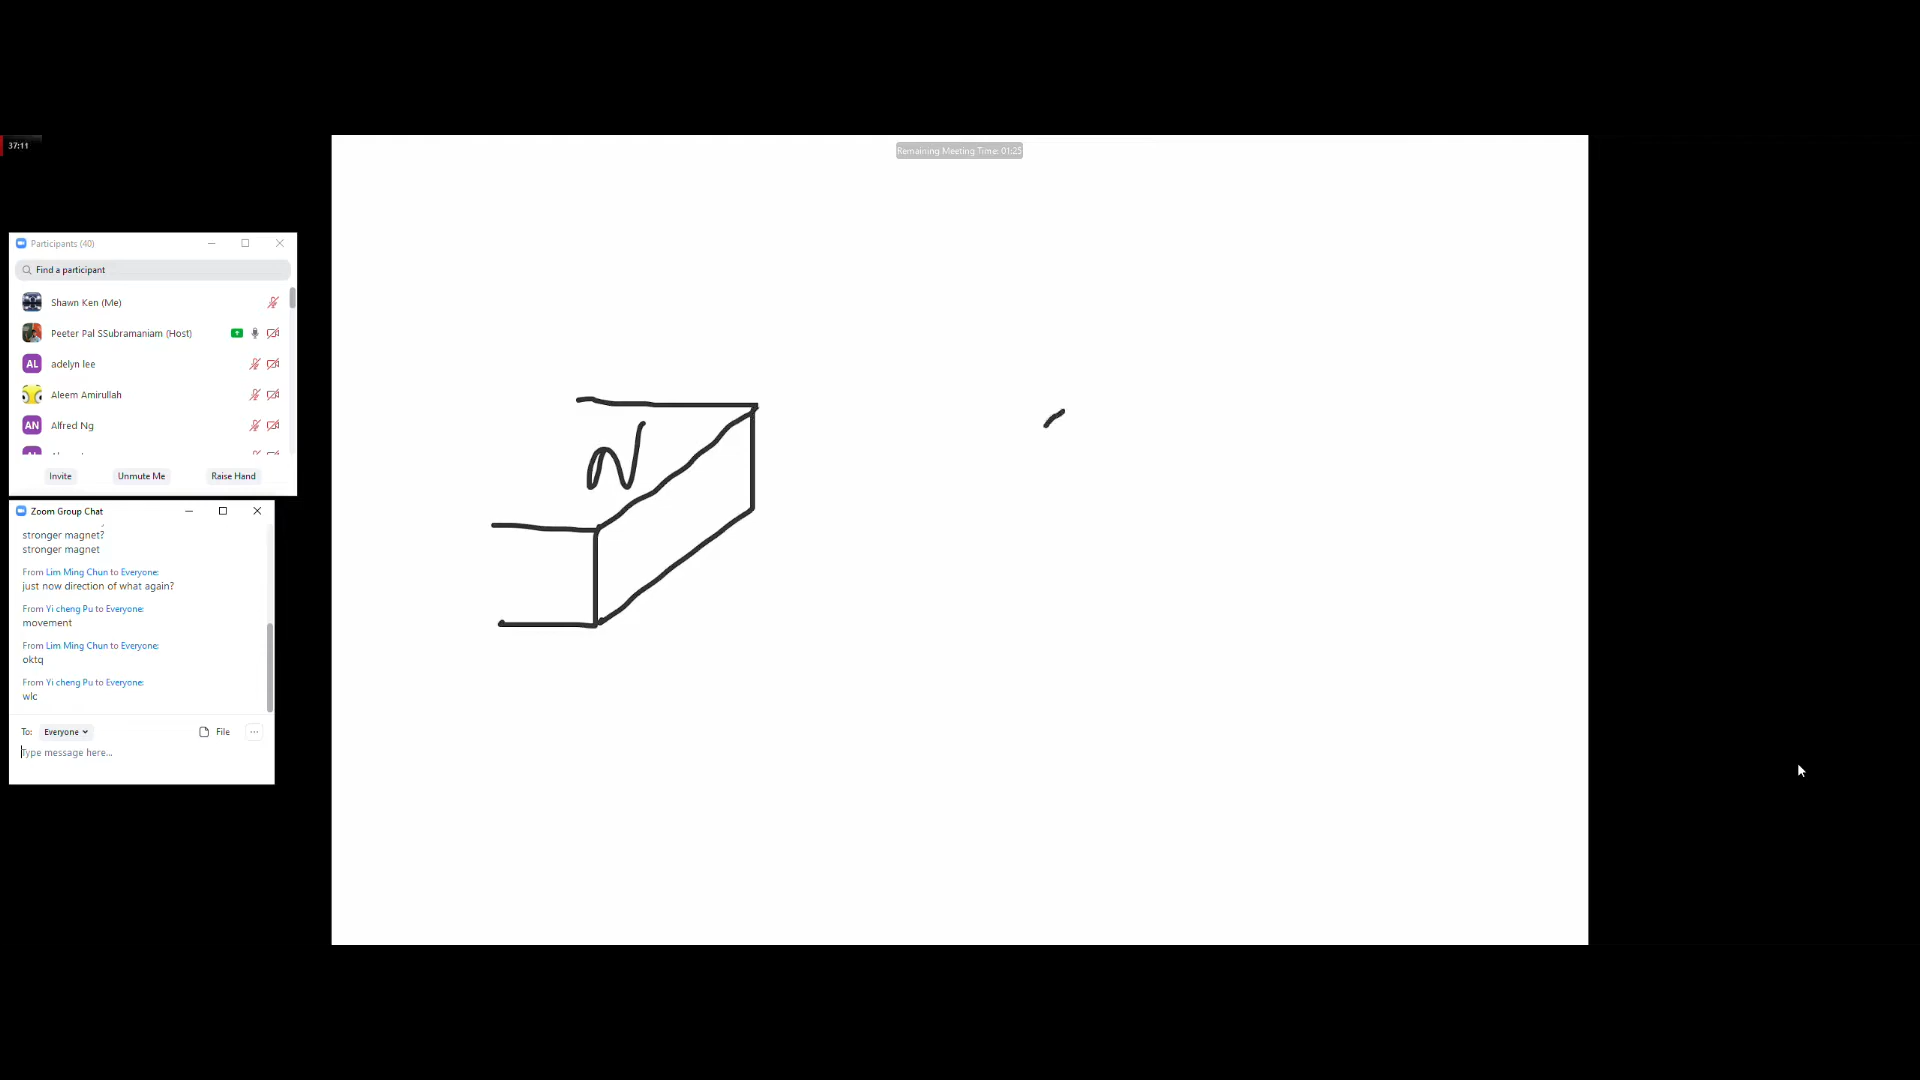 37:11
Remaining Meeting Time: 01:25
Participants (40)
Find a participant
Shawn Ken (Me)
Peeter Pal SSubramaniam (Host)
AL adelyn lee
Aleem Amirullah
AN Alfred Ng
Invite Unmute Me Raise Hand
Zoom Group Chat
stronger magnet?
stronger magnet
From Lim Ming Chun to Everyone:
just now direction of what again?
From Yi cheng Pu to Everyone:
movement
From Lim Ming Chun to Everyone:
oktq
From Yi cheng Pu to Everyone:
wlc
To: Everyone File
Type message here...
N